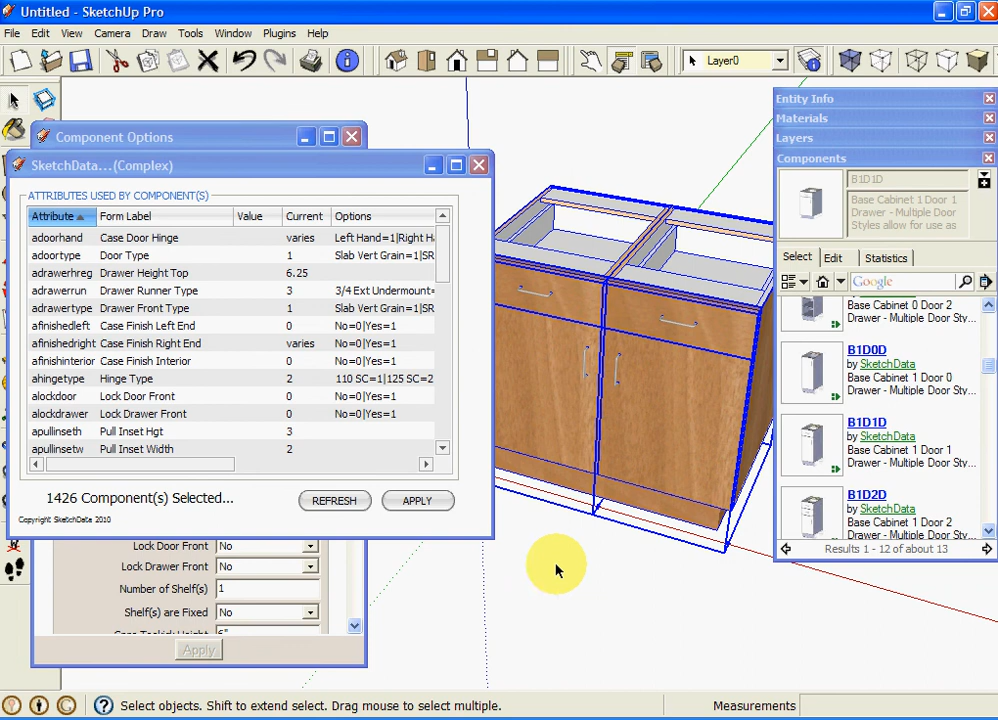 Untitled - SketchUp Pro
File Edit View Camera Draw Tools Window Plugins Help
Layer0
Component Options
SketchData...(Complex)
ATTRIBUTES USED BY COMPONENT(S)
Attribute Form Label Value Current Options
adoorhand Case Door Hinge varies Left Hand=1|Right H
adoortype Door Type 1 Slab Vert Grain=1|SR
adrawerhreg Drawer Height Top 6.25
adrawerrun Drawer Runner Type 3 3/4 Ext Undermount=
adrawertype Drawer Front Type 1 Slab Vert Grain=1|SR
afinishedleft Case Finish Left End 0 No=0|Yes=1
afinishedright Case Finish Right End varies No=0|Yes=1
afinishinterior Case Finish Interior 0 No=0|Yes=1
ahingetype Hinge Type 2 110 SC=1|125 SC=2
alockdoor Lock Door Front 0 No=0|Yes=1
alockdrawer Lock Drawer Front 0 No=0|Yes=1
apullinseth Pull Inset Hgt 3
apullinsetw Pull Inset Width 2
1426 Component(s) Selected...
REFRESH APPLY
Copyright SketchData 2010
Lock Door Front No
Lock Drawer Front No
Number of Shelf(s) 1
Shelf(s) are Fixed No
Apply
Entity Info
Materials
Layers
Components
B1D1D
Base Cabinet 1 Door 1
Drawer - Multiple Door
Styles allow for use as
Select Edit Statistics
Google
Base Cabinet 0 Door 2
Drawer - Multiple Door Sty...
B1D0D
by SketchData
Base Cabinet 1 Door 0
Drawer - Multiple Door Sty...
B1D1D
by SketchData
Base Cabinet 1 Door 1
Drawer - Multiple Door Sty...
B1D2D
by SketchData
Base Cabinet 1 Door 2
Drawer - Multiple Door Sty...
Results 1 - 12 of about 13
Select objects. Shift to extend select. Drag mouse to select multiple.
Measurements